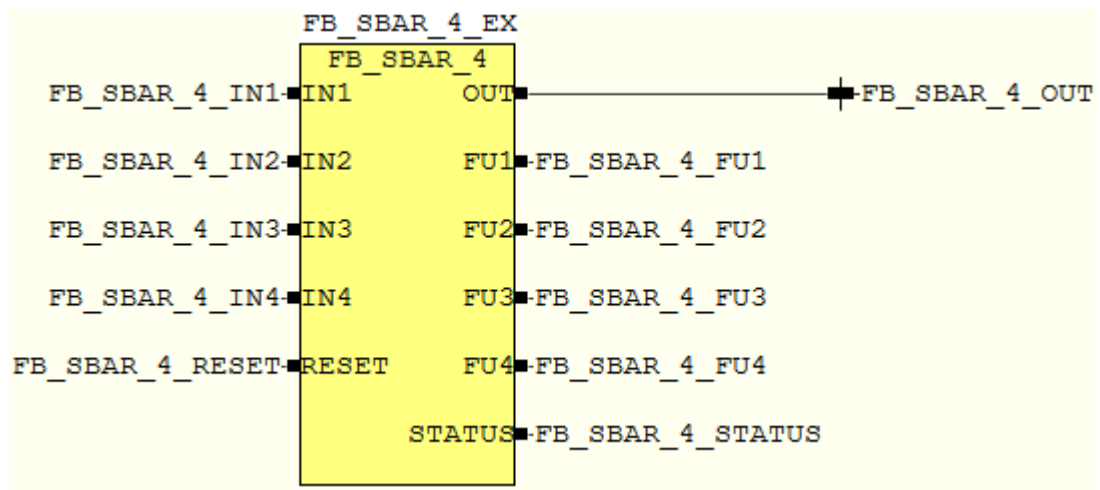 FB_SBAR_4_EX
FB_SBAR_4
FB_SBAR_4_IN1 IN1 OUT FB_SBAR_4_OUT
FB_SBAR_4_IN2 IN2 FU1 FB_SBAR_4_FU1
FB_SBAR_4_IN3 IN3 FU2 FB_SBAR_4_FU2
FB_SBAR_4_IN4 IN4 FU3 FB_SBAR_4_FU3
FB_SBAR_4_RESET RESET FU4 FB_SBAR_4_FU4
STATUS FB_SBAR_4_STATUS